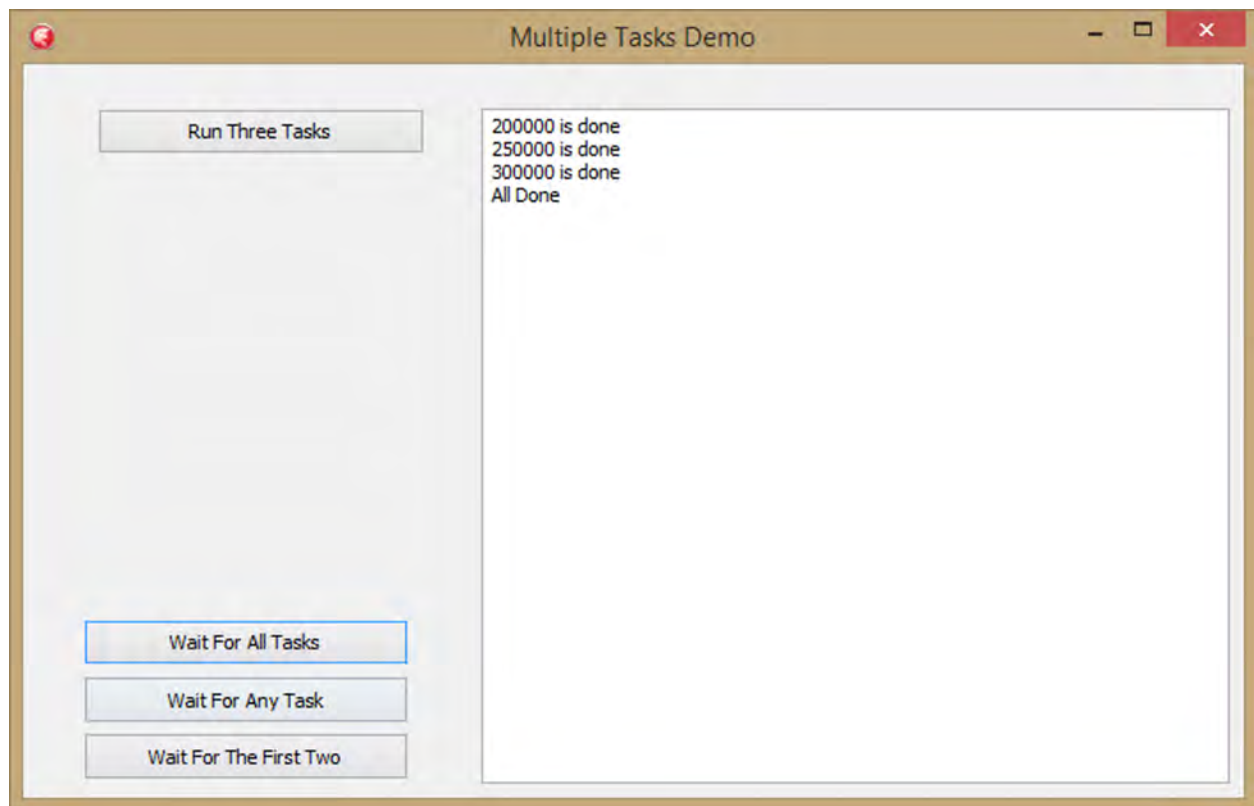 Multiple Tasks Demo
Run Three Tasks
200000 is done
250000 is done
300000 is done
All Done
Wait For All Tasks
Wait For Any Task
Wait For The First Two